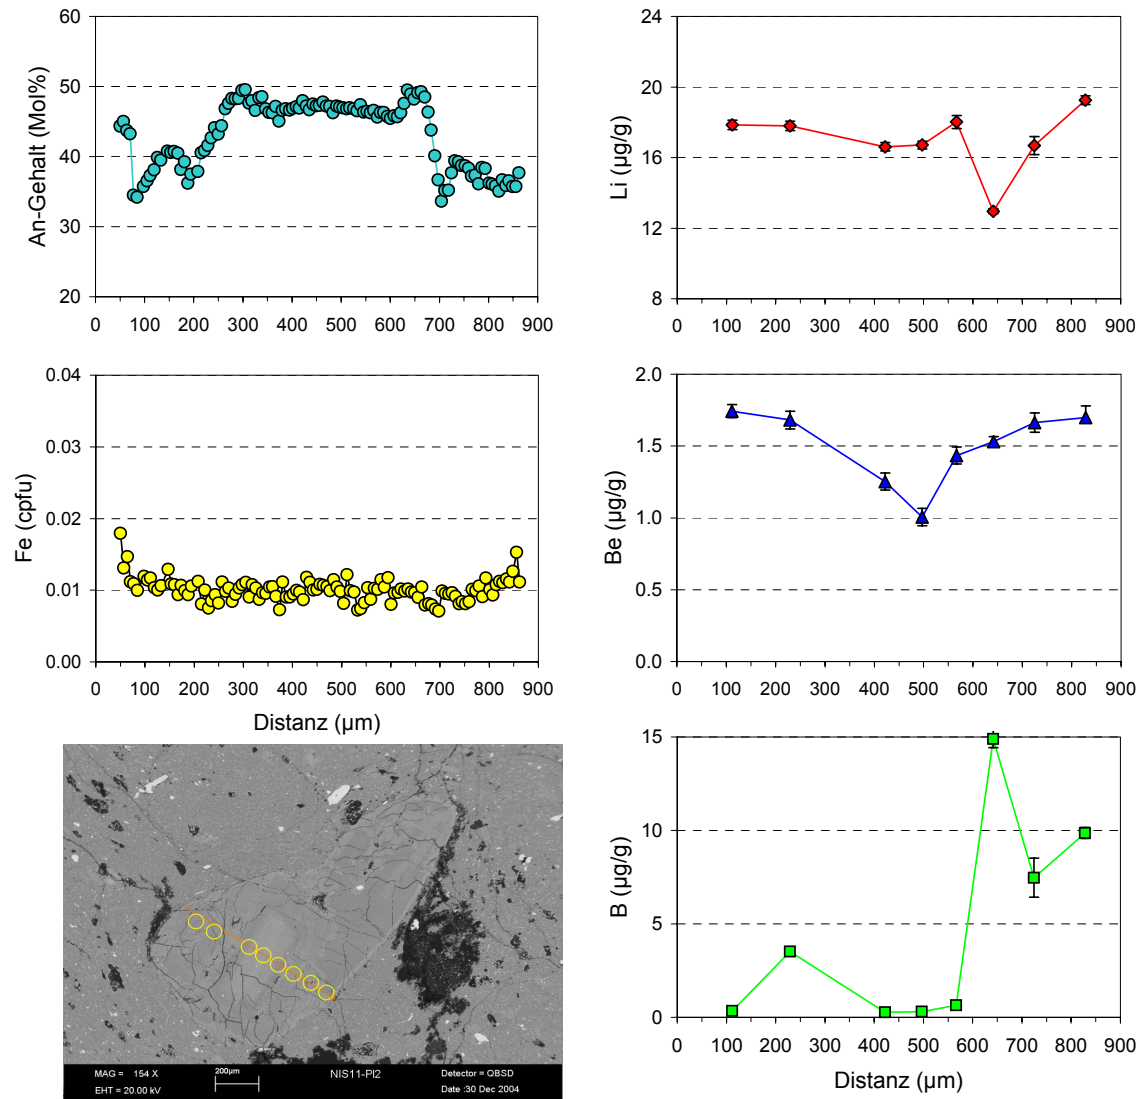 60
50
40
30
20
An-Gehalt (Mol%)
0 100 200 300 400 500 600 700 800 900
24
20
16
12
8
Li (µg/g)
0 100 200 300 400 500 600 700 800 900
0.04
0.03
0.02
0.01
0.00
Fe (cpfu)
0 100 200 300 400 500 600 700 800 900
Distanz (µm)
2.0
1.5
1.0
0.5
0.0
Be (µg/g)
0 100 200 300 400 500 600 700 800 900
MAG = 154 X
EHT = 20.00 kV
200µm
NIS11-Pl2
Detector = QBSD
Date :30 Dec 2004
15
10
5
0
B (µg/g)
0 100 200 300 400 500 600 700 800 900
Distanz (µm)